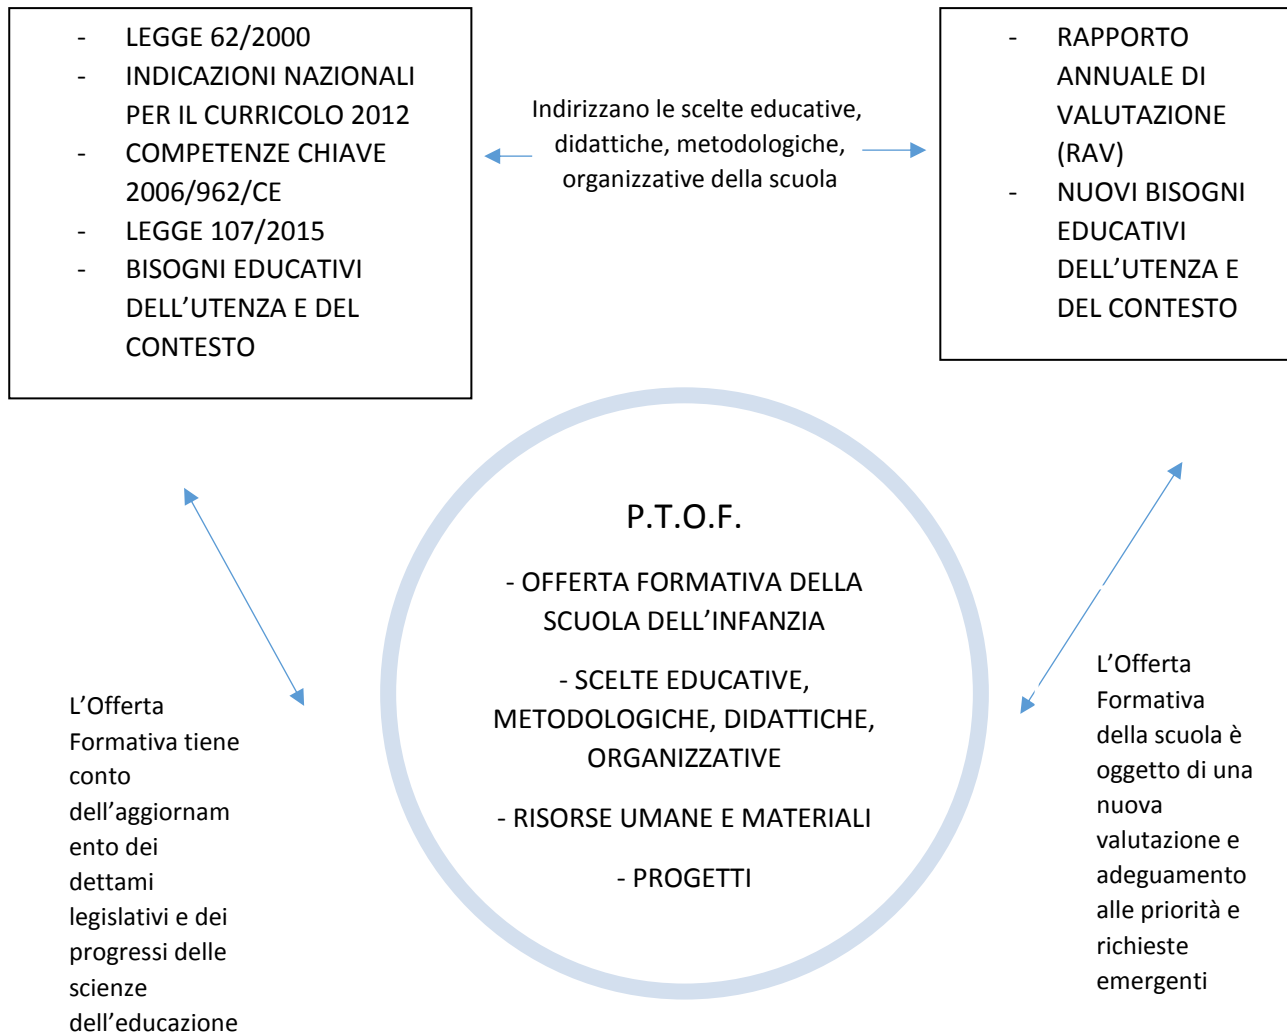 - LEGGE 62/2000
- INDICAZIONI NAZIONALI
PER IL CURRICOLO 2012
- COMPETENZE CHIAVE
2006/962/CE
- LEGGE 107/2015
- BISOGNI EDUCATIVI
DELL’UTENZA E DEL
CONTESTO
Indirizzano le scelte educative,
didattiche, metodologiche,
organizzative della scuola
- RAPPORTO
ANNUALE DI
VALUTAZIONE
(RAV)
- NUOVI BISOGNI
EDUCATIVI
DELL’UTENZA E
DEL CONTESTO
P.T.O.F.
- OFFERTA FORMATIVA DELLA
SCUOLA DELL’INFANZIA
- SCELTE EDUCATIVE,
METODOLOGICHE, DIDATTICHE,
ORGANIZZATIVE
- RISORSE UMANE E MATERIALI
- PROGETTI
L’Offerta
Formativa tiene
conto
dell’aggiornam
ento dei
dettami
legislativi e dei
progressi delle
scienze
dell’educazione
L’Offerta
Formativa
della scuola è
oggetto di una
nuova
valutazione e
adeguamento
alle priorità e
richieste
emergenti